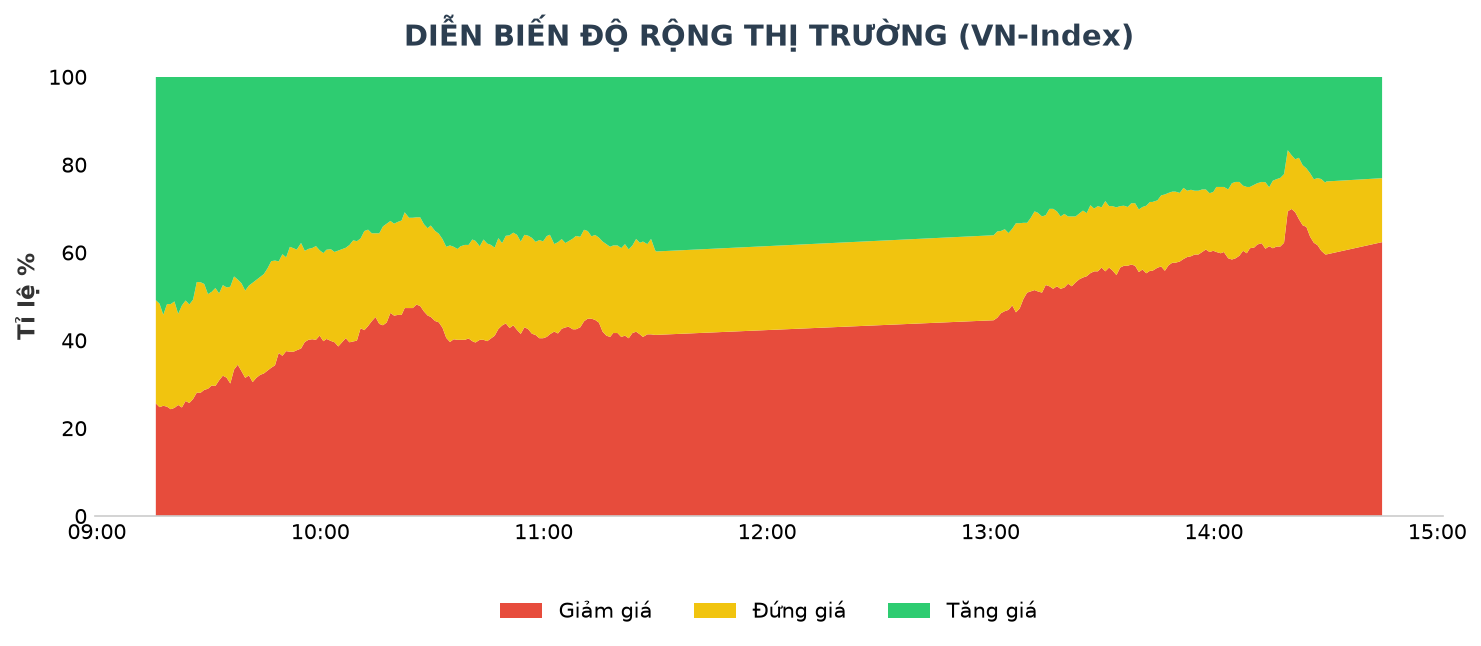 DIỄN BIẾN ĐỘ RỘNG THỊ TRƯỜNG (VN-Index)
Tỉ lệ %
100
80
60
40
20
0
09:00 10:00 11:00 12:00 13:00 14:00 15:00
Giảm giá Đứng giá Tăng giá